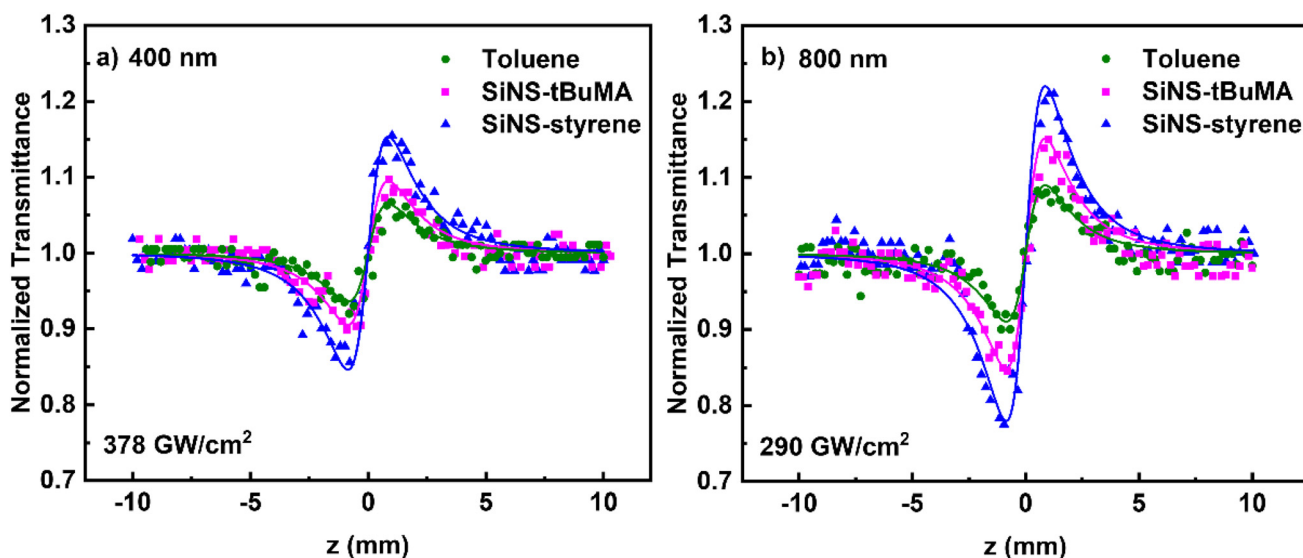 a) 400 nm
Toluene
SiNS-tBuMA
SiNS-styrene
1.3
1.2
1.1
1.0
0.9
0.8
0.7
Normalized Transmittance
378 GW/cm²
-10
-5
0
5
10
z (mm)
b) 800 nm
Toluene
SiNS-tBuMA
SiNS-styrene
1.3
1.2
1.1
1.0
0.9
0.8
0.7
Normalized Transmittance
290 GW/cm²
-10
-5
0
5
10
z (mm)